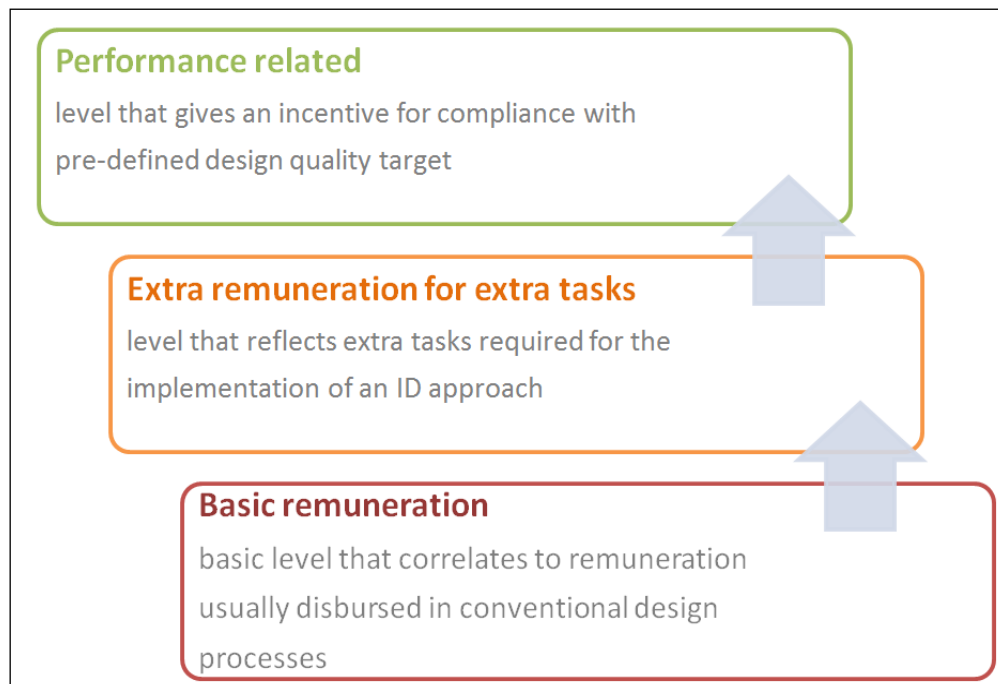 Performance related
level that gives an incentive for compliance with
pre-defined design quality target
Extra remuneration for extra tasks
level that reflects extra tasks required for the
implementation of an ID approach
Basic remuneration
basic level that correlates to remuneration
usually disbursed in conventional design
processes